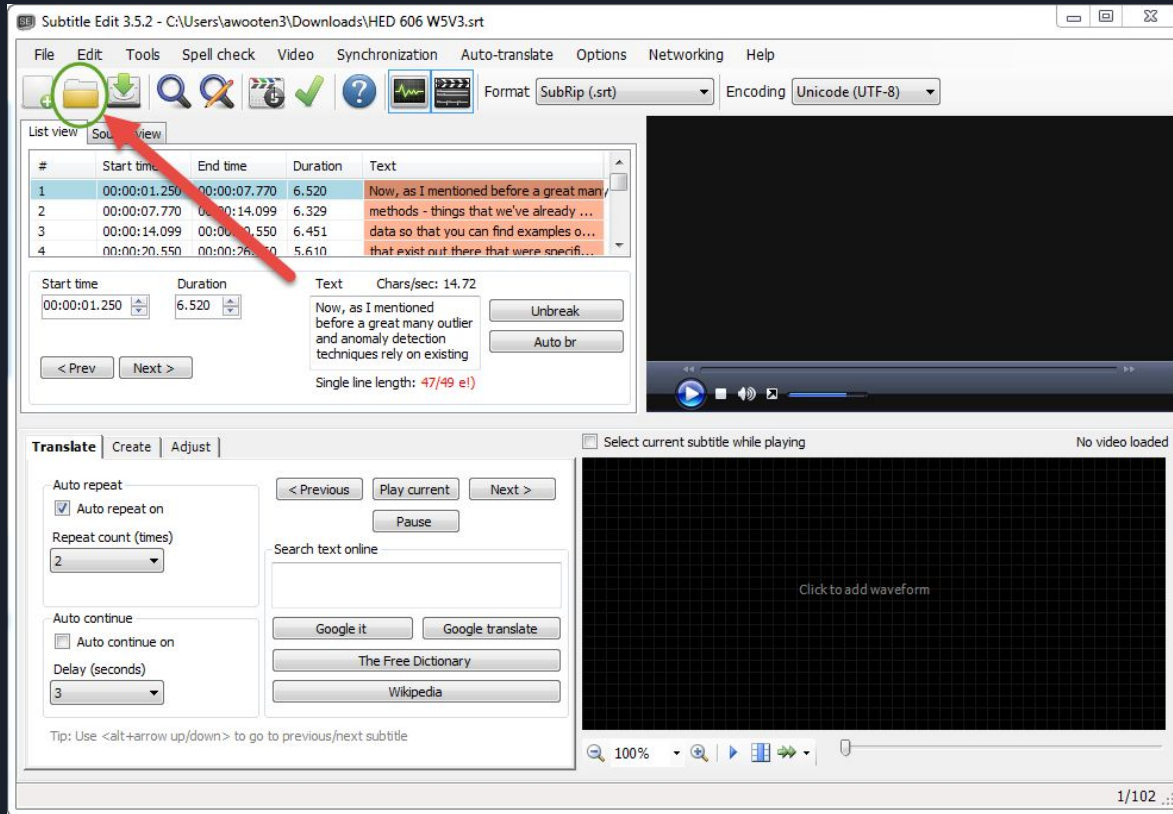 Subtitle Edit 3.5.2 - C:\Users\awooten3\Downloads\HED 606 W5V3.srt
File Edit Tools Spell check Video Synchronization Auto-translate Options Networking Help
Format SubRip (.srt) Encoding Unicode (UTF-8)
List view view
# Start time End time Duration Text
1 00:00:01.250 00:00:07.770 6.520 Now, as I mentioned before a great many
2 00:00:07.770 00:00:14.099 6.329 methods - things that we've already ...
3 00:00:14.099 6.451 data so that you can find examples o...
4 00:00:20.550 5.610 that exist out there that were specifi...
Start time Duration Text Chars/sec: 14.72
00:00:01.250 6.520
Now, as I mentioned
before a great many outlier
and anomaly detection
techniques rely on existing
Unbreak
Auto br
< Prev Next >
Single line length: 47/49 e!)
Translate Create Adjust
Select current subtitle while playing No video loaded
Auto repeat
Auto repeat on
Repeat count (times)
2
Auto continue
Auto continue on
Delay (seconds)
3
< Previous Play current Next >
Pause
Search text online
Google it Google translate
The Free Dictionary
Wikipedia
Tip: Use <alt+arrow up/down> to go to previous/next subtitle
Click to add waveform
100%
1/102